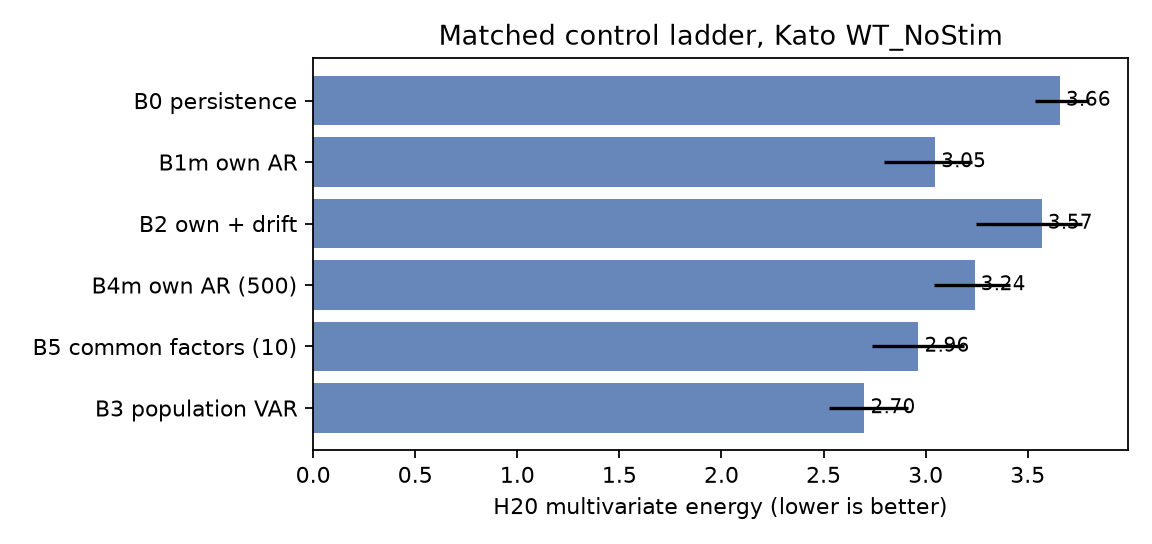 Matched control ladder, Kato WT_NoStim
B0 persistence 3.66
B1m own AR 3.05
B2 own + drift 3.57
B4m own AR (500) 3.24
B5 common factors (10) 2.96
B3 population VAR 2.70
0.0 0.5 1.0 1.5 2.0 2.5 3.0 3.5
H20 multivariate energy (lower is better)